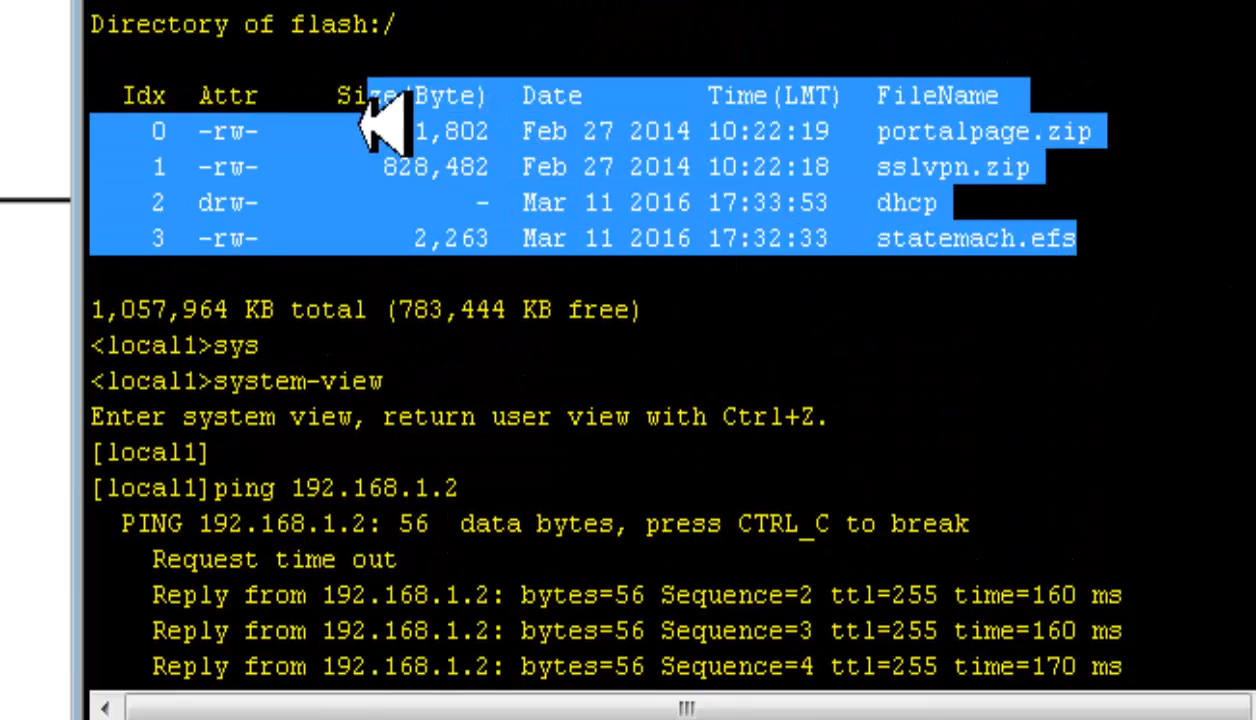 Directory of flash:/
Idx Attr Size(Byte) Date Time(LMT) FileName
0 -rw- 1,802 Feb 27 2014 10:22:19 portalpage.zip
1 -rw- 828,482 Feb 27 2014 10:22:18 sslvpn.zip
2 drw- - Mar 11 2016 17:33:53 dhcp
3 -rw- 2,263 Mar 11 2016 17:32:33 statemach.efs
1,057,964 KB total (783,444 KB free)
<local1>sys
<local1>system-view
Enter system view, return user view with Ctrl+Z.
[local1]
[local1]ping 192.168.1.2
PING 192.168.1.2: 56 data bytes, press CTRL_C to break
Request time out
Reply from 192.168.1.2: bytes=56 Sequence=2 ttl=255 time=160 ms
Reply from 192.168.1.2: bytes=56 Sequence=3 ttl=255 time=160 ms
Reply from 192.168.1.2: bytes=56 Sequence=4 ttl=255 time=170 ms